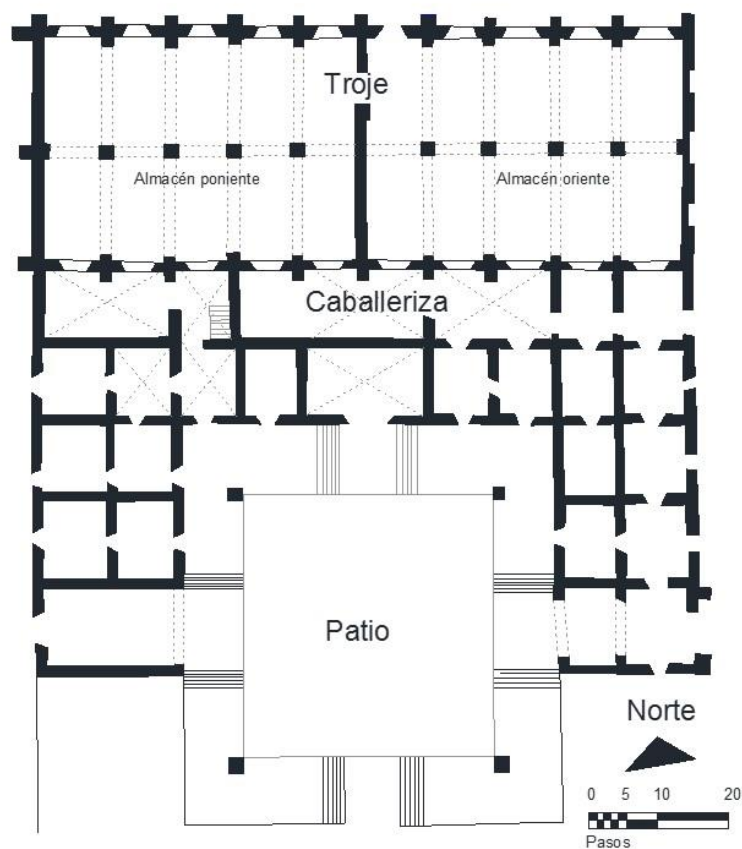 Troje
Almacén poniente
Almacén oriente
Caballeriza
Patio
Norte
0 5 10 20
Pasos